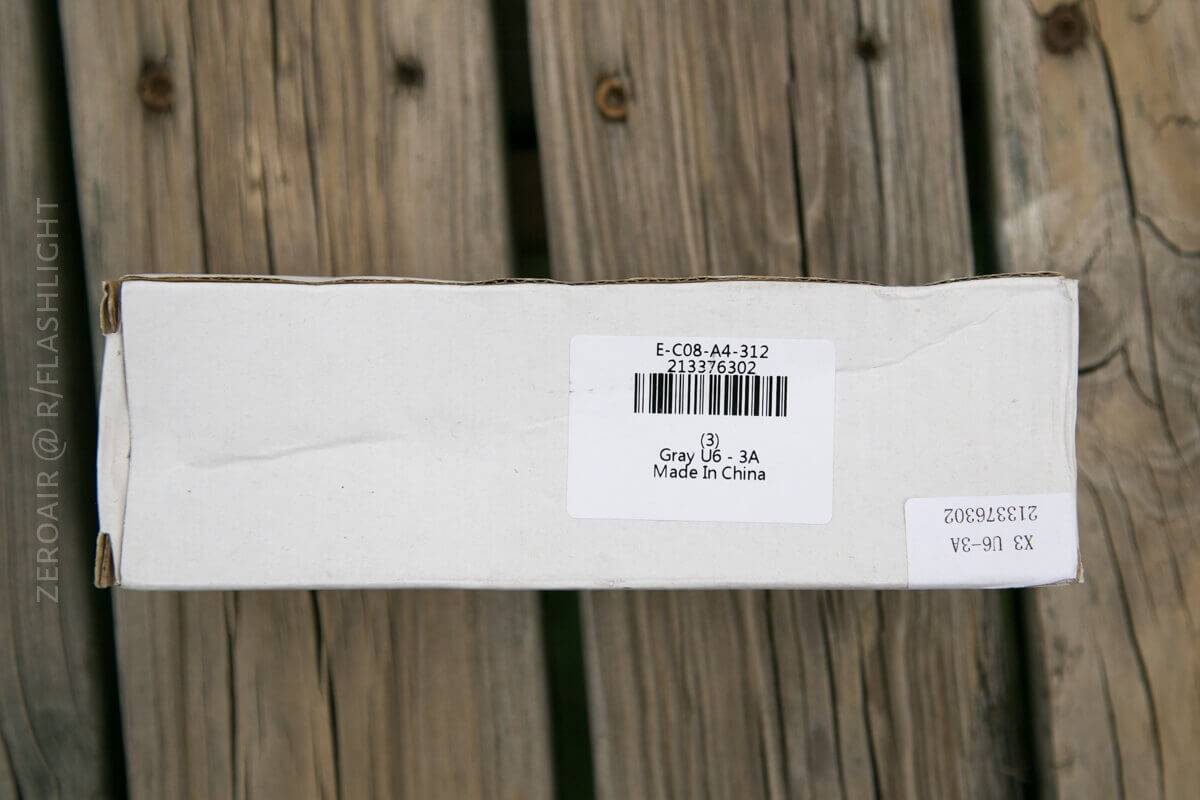 E-C08-A4-312
213376302
(3)
Gray U6 - 3A
Made In China
X3 U6-3A
213376302
ZEROAIR @ R/FLASHLIGHT